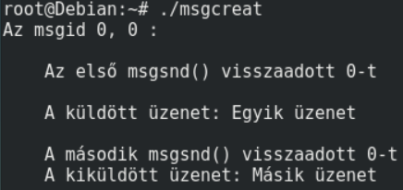 root@Debian:~# ./msgcreat
Az msgid 0, 0 :
Az első msgsnd() visszaadott 0-t
A küldött üzenet: Egyik üzenet
A második msgsnd() visszaadott 0-t
A kiküldött üzenet: Másik üzenet